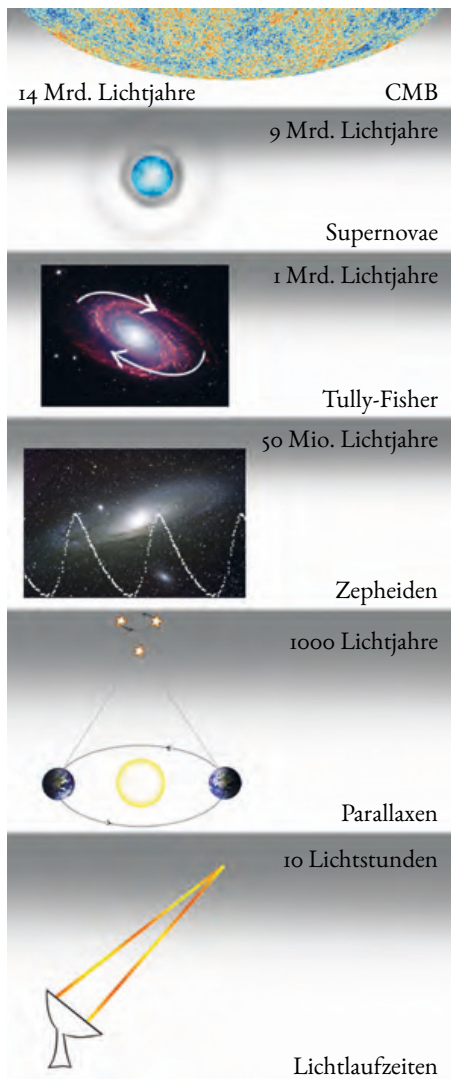 14 Mrd. Lichtjahre CMB
9 Mrd. Lichtjahre
Supernovae
1 Mrd. Lichtjahre
Tully-Fisher
50 Mio. Lichtjahre
Zepheiden
1000 Lichtjahre
Parallaxen
10 Lichtstunden
Lichtlaufzeiten